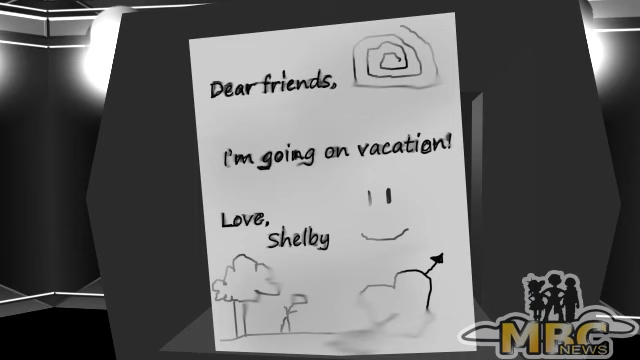 Dear friends,
I'm going on vacation!
Love,
Shelby
MBC
NEWS